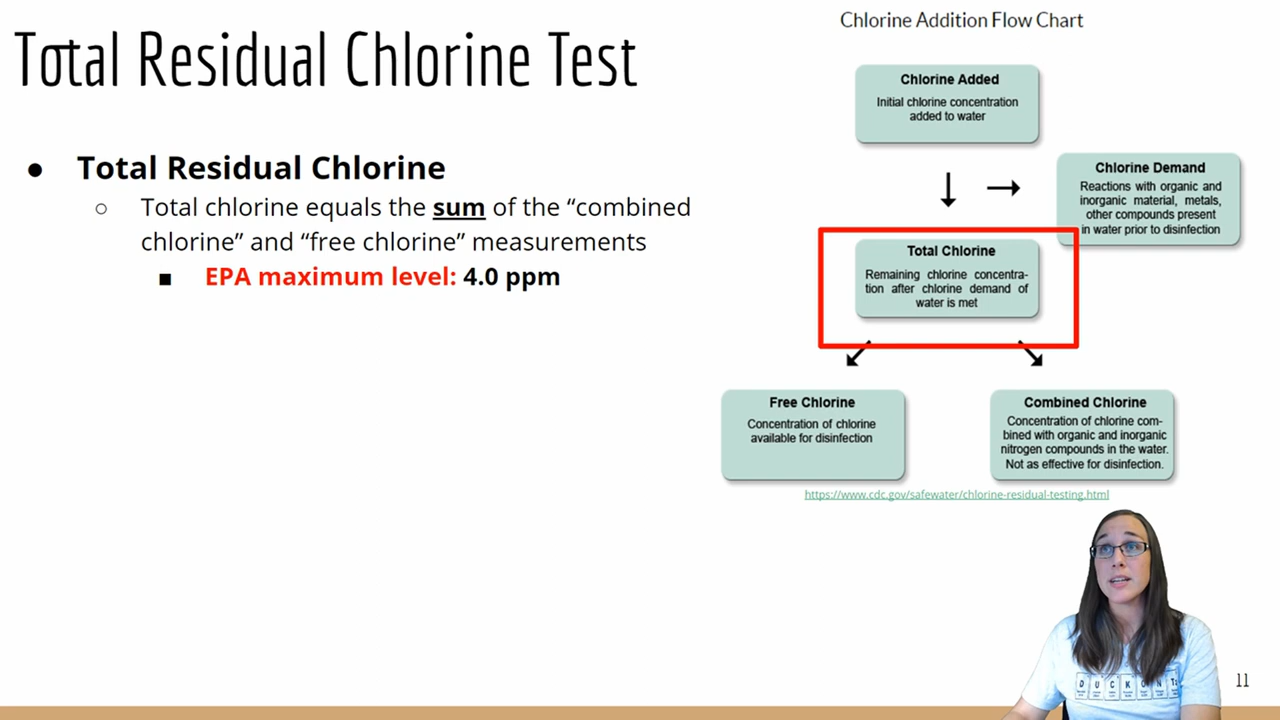 Total Residual Chlorine Test
● Total Residual Chlorine
○ Total chlorine equals the sum of the “combined
chlorine” and “free chlorine” measurements
■ EPA maximum level: 4.0 ppm
Chlorine Addition Flow Chart
Chlorine Added
Initial chlorine concentration
added to water
Chlorine Demand
Reactions with organic and
inorganic material, metals,
other compounds present
in water prior to disinfection
Total Chlorine
Remaining chlorine concentra-
tion after chlorine demand of
water is met
Free Chlorine
Concentration of chlorine
available for disinfection
Combined Chlorine
Concentration of chlorine com-
bined with organic and inorganic
nitrogen compounds in the water.
Not as effective for disinfection.
https://www.cdc.gov/safewater/chlorine-residual-testing.html
D U C K
11